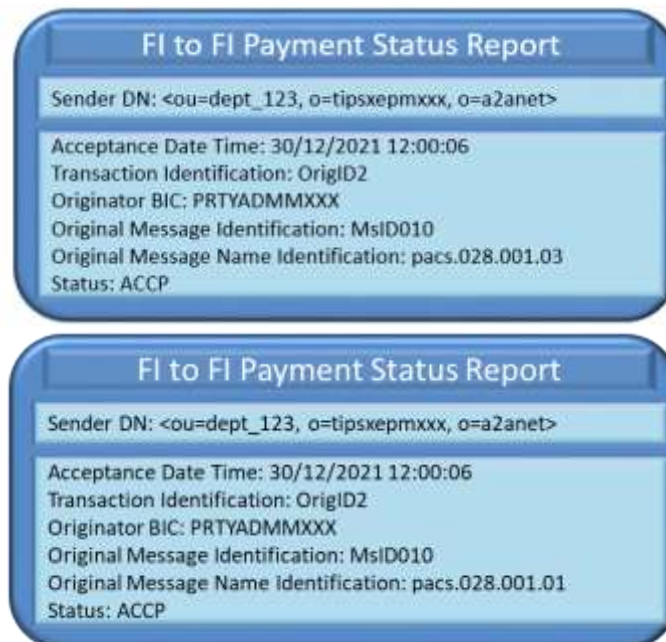 FI to FI Payment Status Report
Sender DN: <ou=dept_123, o=tipsxepmxxx, o=a2anet>
Acceptance Date Time: 30/12/2021 12:00:06
Transaction Identification: OrigID2
Originator BIC: PRTYADMMXXX
Original Message Identification: MsID010
Original Message Name Identification: pacs.028.001.03
Status: ACCP
FI to FI Payment Status Report
Sender DN: <ou=dept_123, o=tipsxepmxxx, o=a2anet>
Acceptance Date Time: 30/12/2021 12:00:06
Transaction Identification: OrigID2
Originator BIC: PRTYADMMXXX
Original Message Identification: MsID010
Original Message Name Identification: pacs.028.001.01
Status: ACCP